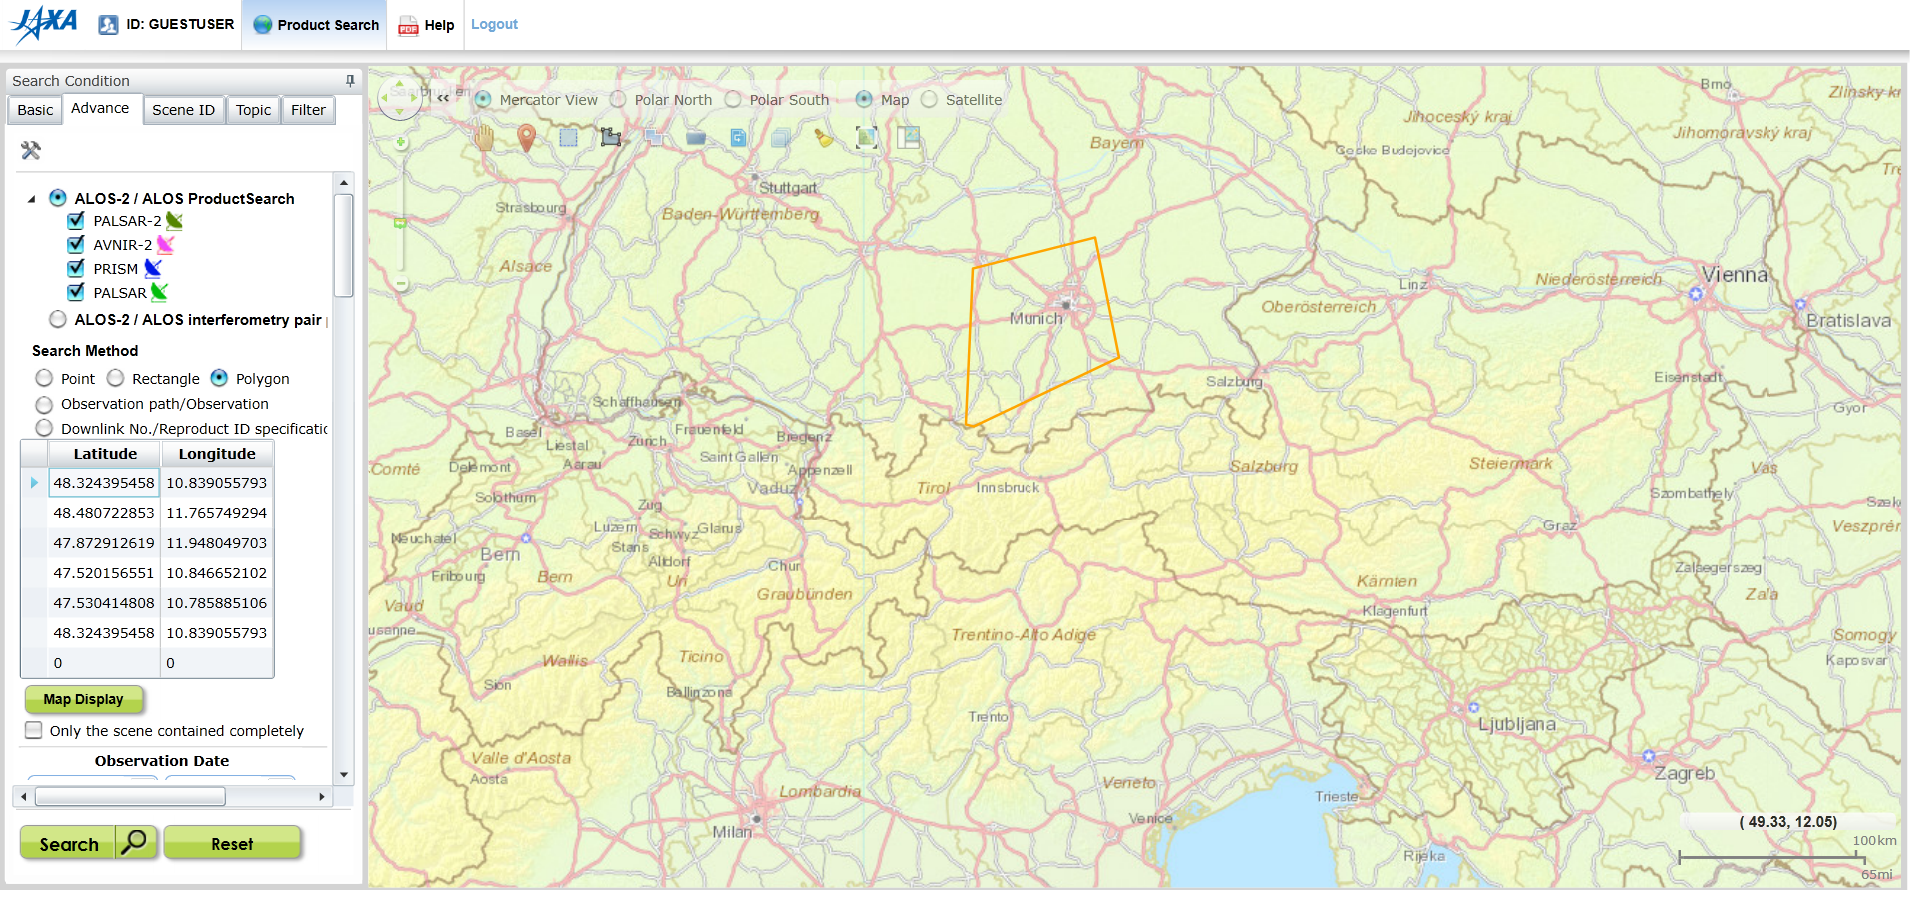 JAXA
ID: GUESTUSER
Product Search
PDF
Help
Logout
Search Condition
Basic
Advance
Scene ID
Topic
Filter
ALOS-2 / ALOS ProductSearch
PALSAR-2
AVNIR-2
PRISM
PALSAR
ALOS-2 / ALOS interferometry pair
Search Method
Point
Rectangle
Polygon
Observation path/Observation
Downlink No./Reproduct ID specificatio
Latitude Longitude
48.324395458 10.839055793
48.480722853 11.765749294
47.872912619 11.948049703
47.520156551 10.846652102
47.530414808 10.785885106
48.324395458 10.839055793
0 0
Map Display
Only the scene contained completely
Observation Date
Search
Reset
<<
Mercator View
Polar North
Polar South
Map
Satellite
Saarbrucken
Brno
Zlínsky kr
Jihočeský kraj
Jihomoravský kraj
Bayern
Ceske Budojovice
Tre
Stuttgart
Strasbourg
Baden-Württemberg
Alsace
Niederösterreich
Vienna
Linz
Oberösterreich
Munich
Bratislava
Salzburg
Eisenstadt
Gyor
Schaffhausen
Basel
Liestal
Zurich
Frauenfeld
Bregenz
Comté
Delemont
Aarau
Saint Gallen
Appenzell
Salzburg
Steiermark
Vas
Vaduz
Tirol
Innsbruck
Solothurn
Szombathely
Szek
Zug
Luzern
Schwyz
Glarus
Graz
Veszprér
Neuchatel
Stans
Bern
Altdorf
Chur
Zalaegerszeg
Fribourg
Bern
Uri
Graubünden
Kärnten
Zala
Vaud
Klagenfurt
usanne
Trentino-Alto Adige
Somogy
Wallis
Ticino
Kaposvar
Sion
Bellinzona
Trento
Ljubljana
Valle d'Aosta
Aosta
Veneto
Zagreb
Lombardia
Trieste
Milan
Venice
( 49.33, 12.05)
100km
Rijeka
65mi